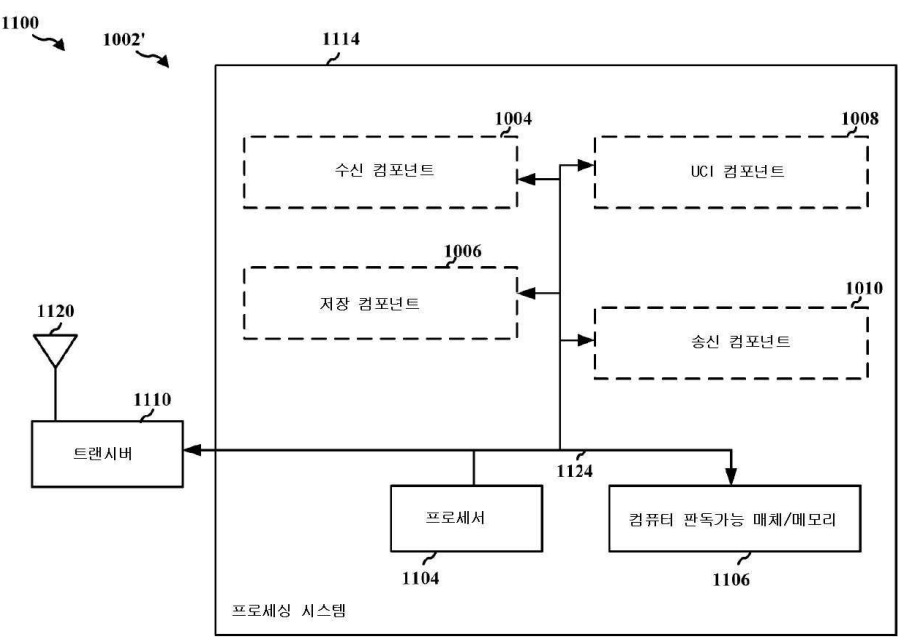 1100
1002'
1114
1004
수신 컴포넌트
1008
UCI 컴포넌트
1006
저장 컴포넌트
1010
송신 컴포넌트
1120
1110
트랜시버
1124
프로세서
1104
컴퓨터 판독가능 매체/메모리
1106
프로세싱 시스템